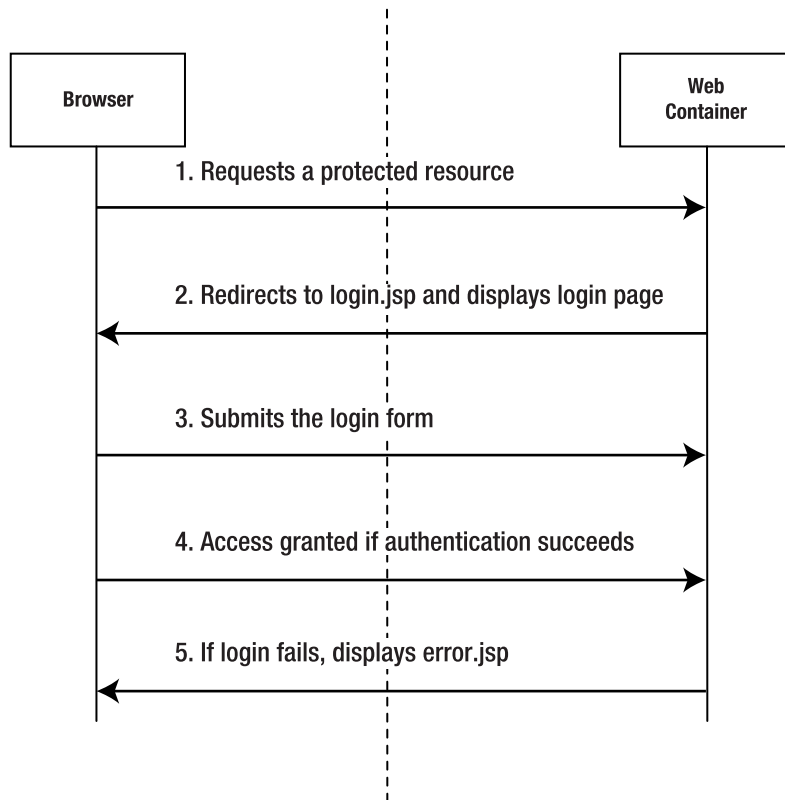 Browser
Web
Container
1. Requests a protected resource
2. Redirects to login.jsp and displays login page
3. Submits the login form
4. Access granted if authentication succeeds
5. If login fails, displays error.jsp